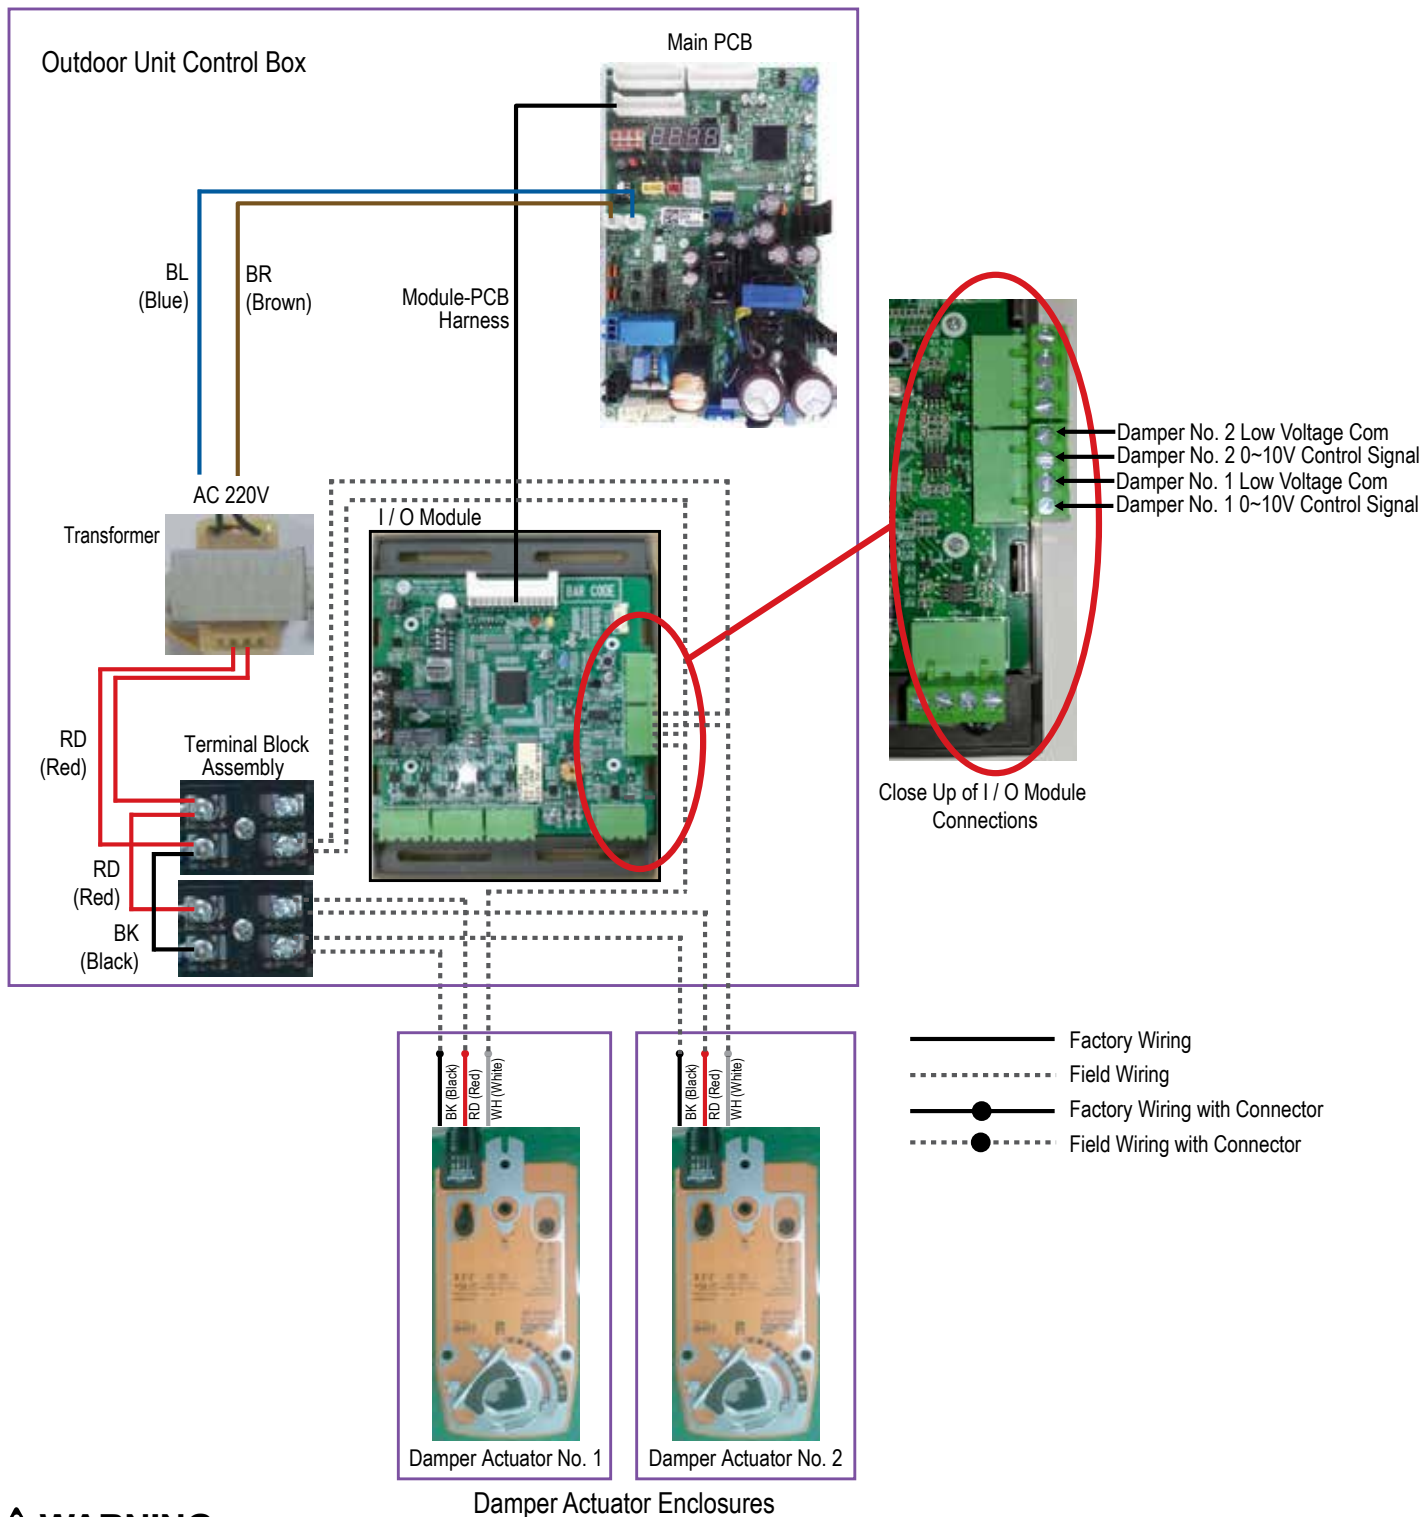 Outdoor Unit Control Box
Main PCB
BL
(Blue)
BR
(Brown)
Module-PCB
Harness
AC 220V
Transformer
I / O Module
BAR CODE
Damper No. 2 Low Voltage Com
Damper No. 2 0~10V Control Signal
Damper No. 1 Low Voltage Com
Damper No. 1 0~10V Control Signal
RD
(Red)
Terminal Block
Assembly
Close Up of I / O Module
Connections
RD
(Red)
BK
(Black)
BK (Black)
RD (Red)
WH (White)
BK (Black)
RD (Red)
WH (White)
Factory Wiring
Field Wiring
Factory Wiring with Connector
Field Wiring with Connector
Damper Actuator No. 1
Damper Actuator No. 2
Damper Actuator Enclosures
WARNING